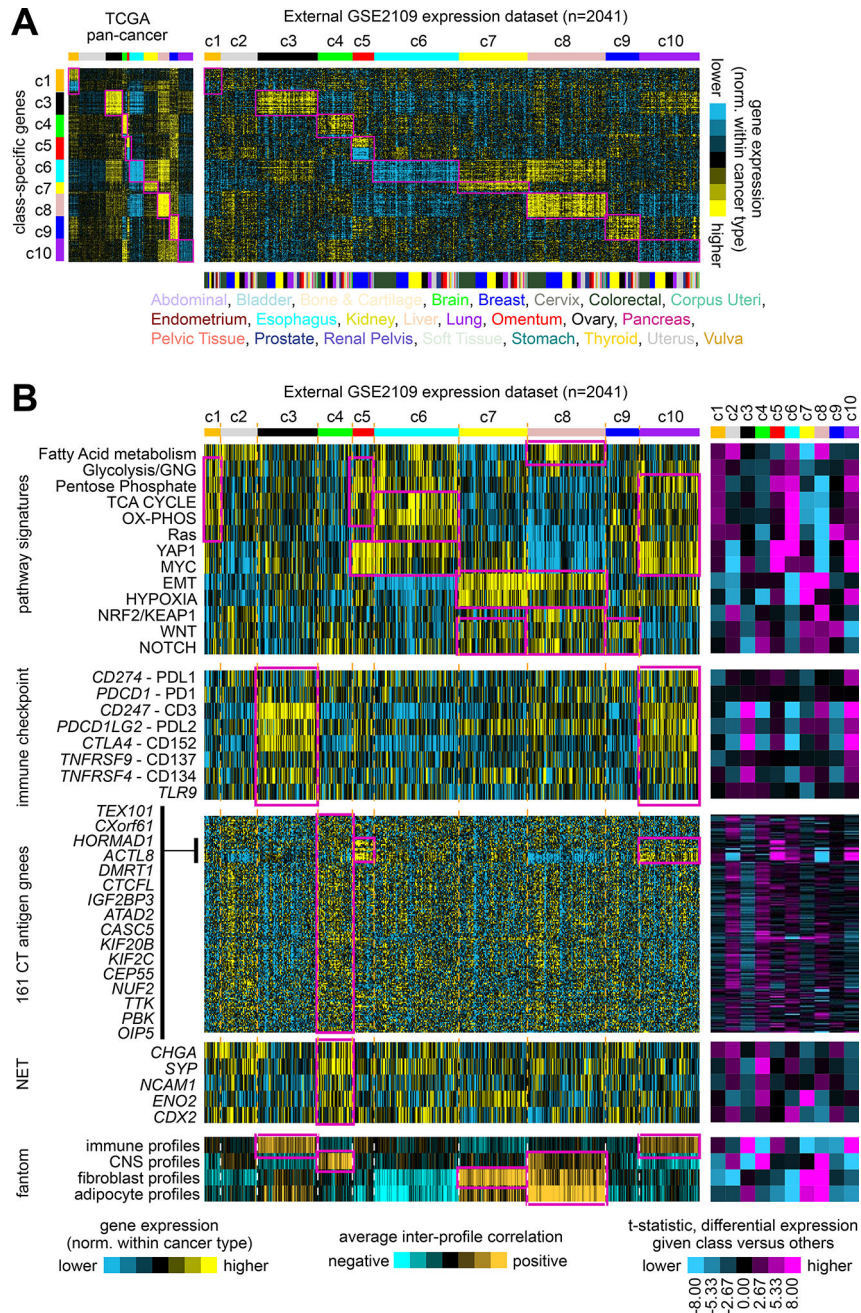 A
TCGA
pan-cancer
External GSE2109 expression dataset (n=2041)
c1 c2 c3 c4 c5 c6 c7 c8 c9 c10
class-specific genes
c1
c3
c4
c5
c6
c7
c8
c9
c10
lower
higher
gene expression
(norm. within cancer type)
Abdominal, Bladder, Bone & Cartilage, Brain, Breast, Cervix, Colorectal, Corpus Uteri,
Endometrium, Esophagus, Kidney, Liver, Lung, Omentum, Ovary, Pancreas,
Pelvic Tissue, Prostate, Renal Pelvis, Soft Tissue, Stomach, Thyroid, Uterus, Vulva
B
External GSE2109 expression dataset (n=2041)
c1 c2 c3 c4 c5 c6 c7 c8 c9 c10
c1 c2 c3 c4 c5 c6 c7 c8 c9 c10
pathway signatures
Fatty Acid metabolism
Glycolysis/GNG
Pentose Phosphate
TCA CYCLE
OX-PHOS
Ras
YAP1
MYC
EMT
HYPOXIA
NRF2/KEAP1
WNT
NOTCH
immune checkpoint
CD274 - PDL1
PDCD1 - PD1
CD247 - CD3
PDCD1LG2 - PDL2
CTLA4 - CD152
TNFRSF9 - CD137
TNFRSF4 - CD134
TLR9
161 CT antigen gnees
TEX101
CXorf61
HORMAD1
ACTL8
DMRT1
CTCFL
IGF2BP3
ATAD2
CASC5
KIF20B
KIF2C
CEP55
NUF2
TTK
PBK
OIP5
NET
CHGA
SYP
NCAM1
ENO2
CDX2
fantom
immune profiles
CNS profiles
fibroblast profiles
adipocyte profiles
gene expression
(norm. within cancer type)
lower higher
average inter-profile correlation
negative positive
t-statistic, differential expression
given class versus others
lower higher
-8.00 -5.33 -2.67 0.00 2.67 5.33 8.00